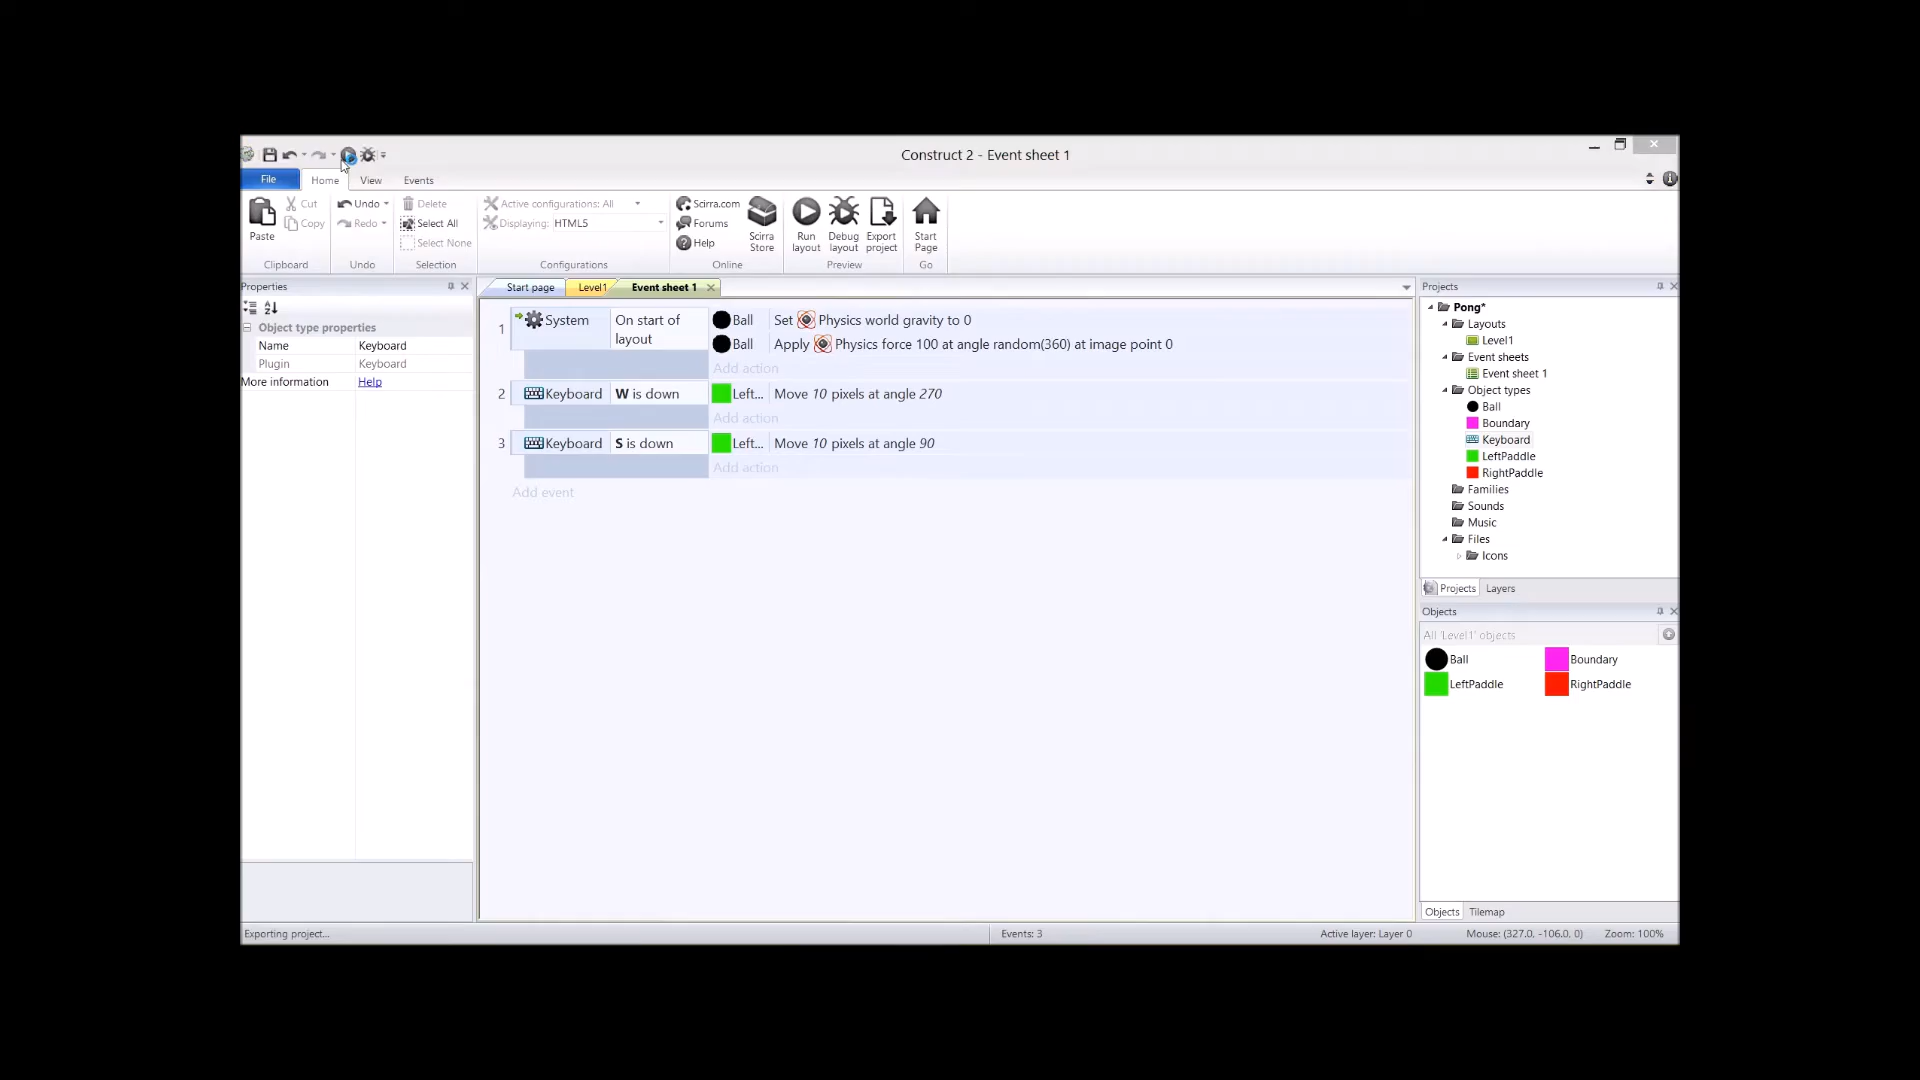 Construct 2 - Event sheet 1
File Home View Events
Paste
Cut
Copy
Clipboard
Undo
Redo
Undo
Delete
Select All
Select None
Selection
Active configurations: All
Displaying: HTML5
Configurations
Scirra.com
Forums
Help
Scirra
Store
Online
Run
layout
Debug
layout
Export
project
Preview
Start
Page
Go
Properties
Object type properties
Name Keyboard
Plugin Keyboard
More information Help
Start page Level1 Event sheet 1
1 System On start of
layout
Ball Set Physics world gravity to 0
Ball Apply Physics force 100 at angle random(360) at image point 0
Add action
2 Keyboard W is down Left... Move 10 pixels at angle 270
Add action
3 Keyboard S is down Left... Move 10 pixels at angle 90
Add action
Add event
Projects
Pong*
Layouts
Level1
Event sheets
Event sheet 1
Object types
Ball
Boundary
Keyboard
LeftPaddle
RightPaddle
Families
Sounds
Music
Files
Icons
Projects Layers
Objects
All 'Level1' objects
Ball Boundary
LeftPaddle RightPaddle
Objects Tilemap
Exporting project... Events: 3 Active layer: Layer 0 Mouse: (327.0, -106.0, 0) Zoom: 100%